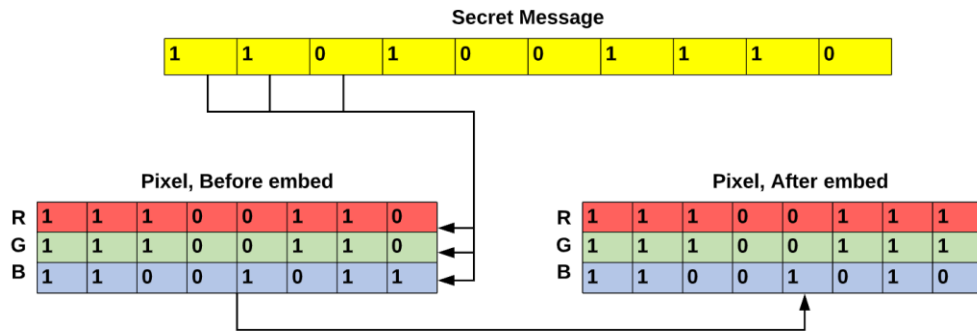 Secret Message
1 1 0 1 0 0 1 1 1 0
Pixel, Before embed
R 1 1 1 0 0 1 1 0
G 1 1 1 0 0 1 1 0
B 1 1 0 0 1 0 1 1
Pixel, After embed
R 1 1 1 0 0 1 1 1
G 1 1 1 0 0 1 1 1
B 1 1 0 0 1 0 1 0